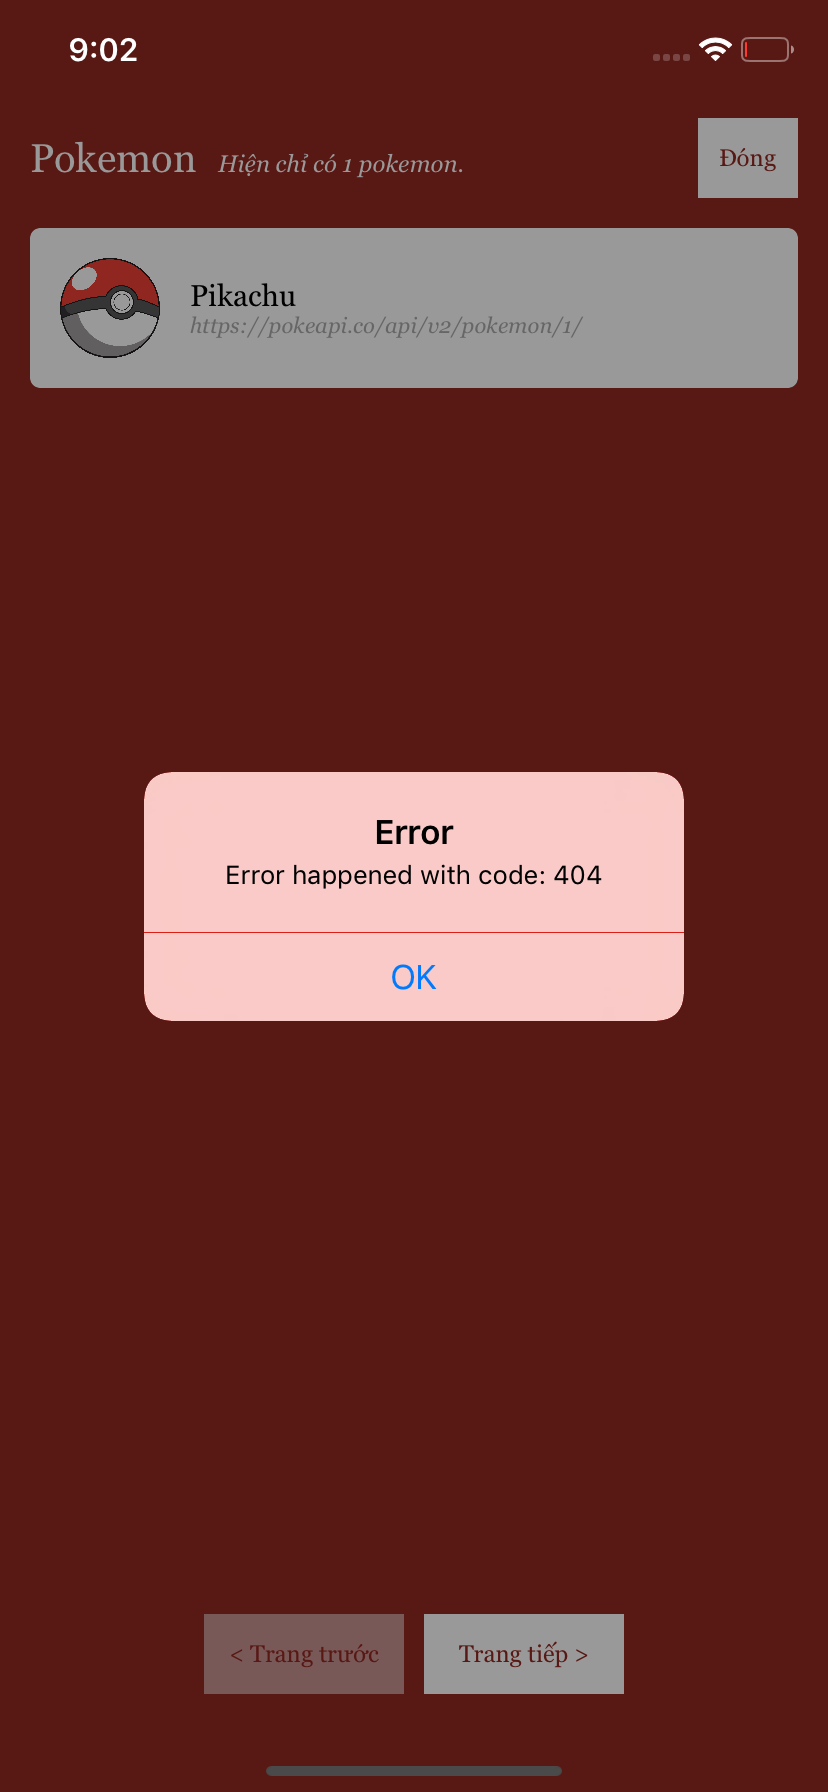 9:02
Pokemon Hiện chỉ có 1 pokemon.
Đóng
Pikachu
https://pokeapi.co/api/v2/pokemon/1/
Error
Error happened with code: 404
OK
< Trang trước
Trang tiếp >